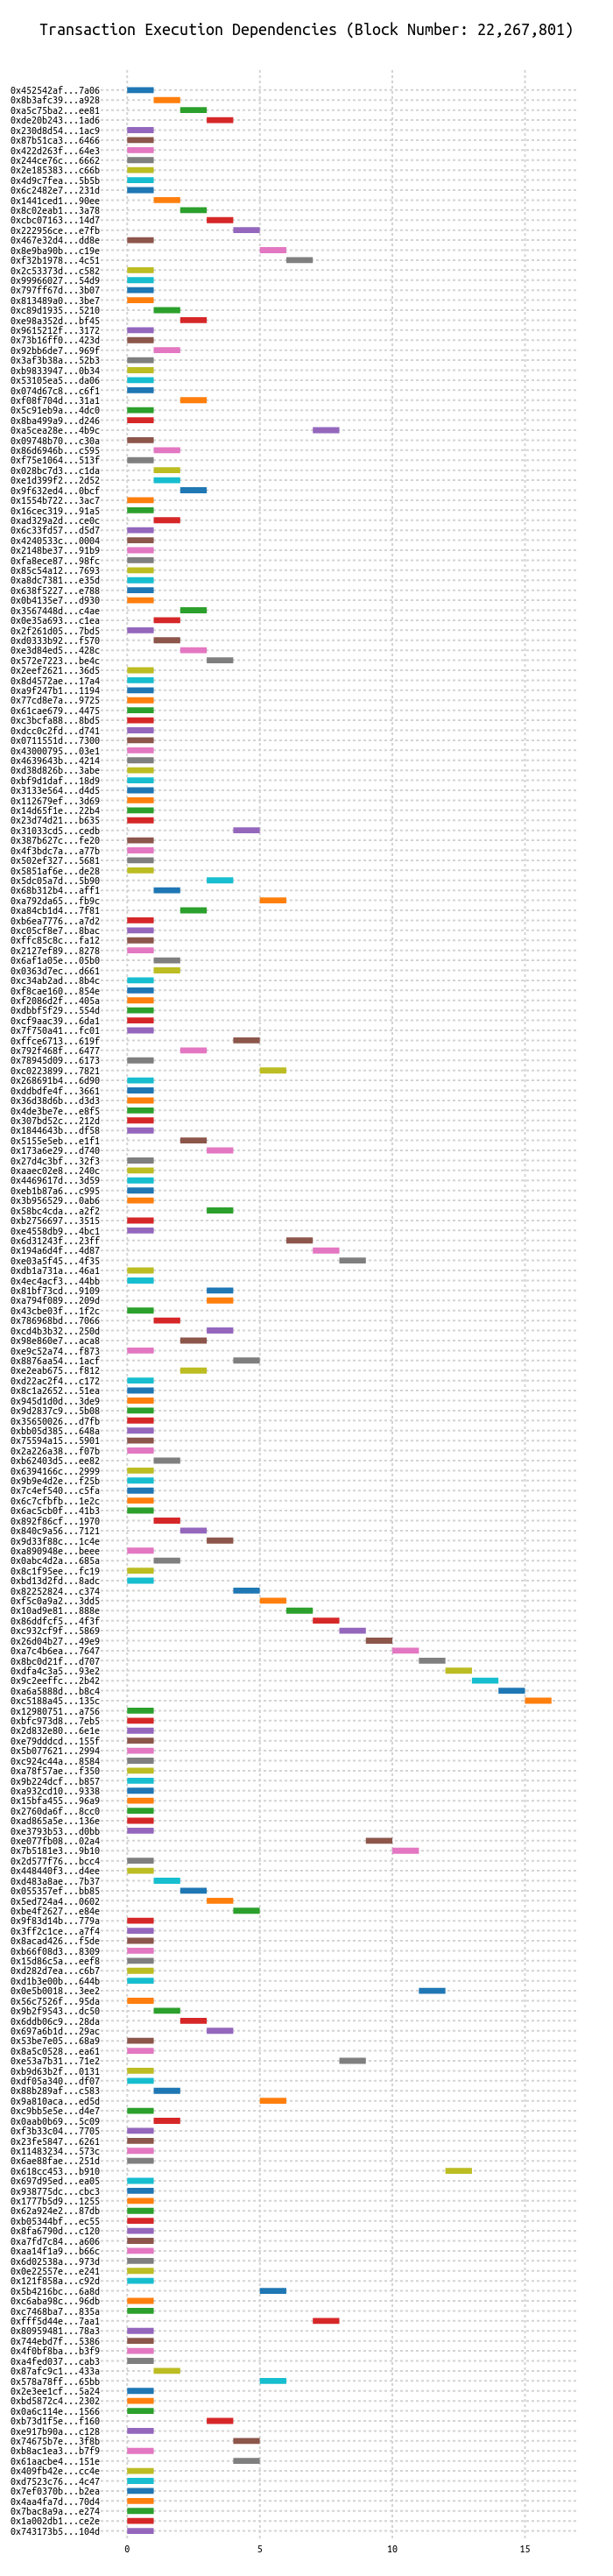 Transaction Execution Dependencies (Block Number: 22,267,801)
0x452542af...7a06
0x8b3afc39...a928
0xa5c75ba2...ee81
0xde20b243...1ad6
0x230d8d54...1ac9
0x87b51ca3...6466
0x422d263f...64e3
0x244ce76c...6662
0x2e185383...c66b
0x4d9c7fea...5b5b
0x6c2482e7...231d
0x1441ced1...90ee
0x8c02eab1...3a78
0xcbc07163...14d7
0x222956ce...e7fb
0x467e32d4...dd8e
0x8e9ba90b...c19e
0xf32b1978...4c51
0x2c53373d...c582
0x99966027...54d9
0x797ff67d...3b07
0x813489a0...3be7
0xc89d1935...5210
0xe98a352d...bf45
0x9615212f...3172
0x73b16ff0...423d
0x92bb6de7...969f
0x3af3b38a...52b3
0xb9833947...0b34
0x53105ea5...da06
0x074d67c8...c6f1
0xf08f704d...31a1
0x5c91eb9a...4dc0
0x8ba499a9...d246
0xa5cea28e...4b9c
0x09748b70...c30a
0x86d6946b...c595
0xf75e1064...513f
0x028bc7d3...c1da
0xe1d399f2...2d52
0x9f632ed4...0bcf
0x1554b722...3ac7
0x16cec319...91a5
0xad329a2d...ce0c
0x6c33fd57...d5d7
0x4240533c...0004
0x2148be37...91b9
0xfa8ece87...98fc
0x85c54a12...7693
0xa8dc7381...e35d
0x638f5227...e788
0x0b4135e7...d930
0x3567448d...c4ae
0x0e35a693...c1ea
0x2f261d05...7bd5
0xd0333b92...f570
0xe3d84ed5...428c
0x572e7223...be4c
0x2eef2621...36d5
0x8d4572ae...17a4
0xa9f247b1...1194
0x77cd8e7a...9725
0x61cae679...4475
0xc3bcfa88...8bd5
0xdcc0c2fd...d741
0x0711551d...7300
0x43000795...03e1
0x4639643b...4214
0xd38d826b...3abe
0xbf9d1daf...18d9
0x3133e564...d4d5
0x112679ef...3d69
0x14d65f1e...22b4
0x23d74d21...b635
0x31033cd5...cedb
0x387b627c...fe20
0x4f3bdc7a...a77b
0x502ef327...5681
0x5851af6e...de28
0x5dc05a7d...5b90
0x68b312b4...aff1
0xa792da65...fb9c
0xa84cb1d4...7f81
0xb6ea7776...a7d2
0xc05cf8e7...8bac
0xffc85c8c...fa12
0x2127ef89...8278
0x6af1a05e...05b0
0x0363d7ec...d661
0xc34ab2ad...8b4c
0xf8cae160...854e
0xf2086d2f...405a
0xdbbf5f29...554d
0xcf9aac39...6da1
0x7f750a41...fc01
0xffce6713...619f
0x792f468f...6477
0x78945d09...6173
0xc0223899...7821
0x268691b4...6d90
0xddbdfe4f...3661
0x36d38d6b...d3d3
0x4de3be7e...e8f5
0x307bd52c...212d
0x1844643b...df58
0x5155e5eb...e1f1
0x173a6e29...d740
0x27d4c3bf...32f3
0xaaec02e8...240c
0x4469617d...3d59
0xeb1b87a6...c995
0x3b956529...0ab6
0x58bc4cda...a2f2
0xb2756697...3515
0xe4558db9...4bc1
0x6d31243f...23ff
0x194a6d4f...4d87
0xe03a5f45...4f35
0xdb1a731a...46a1
0x4ec4acf3...44bb
0x81bf73cd...9109
0xa794f089...209d
0x43cbe03f...1f2c
0x786968bd...7066
0xcd4b3b32...250d
0x98e860e7...aca8
0xe9c52a74...f873
0x8876aa54...1acf
0xe2eab675...f812
0xd22ac2f4...c172
0x8c1a2652...51ea
0x945d1d0d...3de9
0x9d2837c9...5b08
0x35650026...d7fb
0xbb05d385...648a
0x75594a15...5901
0x2a226a38...f07b
0xb62403d5...ee82
0x6394166c...2999
0x9b9e4d2e...f25b
0x7c4ef540...c5fa
0x6c7cfbfb...1e2c
0x6ac5cb0f...41b3
0x892f86cf...1970
0x840c9a56...7121
0x9d33f88c...1c4e
0xa890948e...beee
0x0abc4d2a...685a
0x8c1f95ee...fc19
0xbd13d2fd...8adc
0x82252824...c374
0xf5c0a9a2...3dd5
0x10ad9e81...888e
0x86ddfcf5...4f3f
0xc932cf9f...5869
0x26d04b27...49e9
0xa7c4b6ea...7647
0x8bc0d21f...d707
0xdfa4c3a5...93e2
0x9c2eeffc...2b42
0xa6a5888d...b8c4
0xc5188a45...135c
0x12980751...a756
0xbfc973d8...7eb5
0x2d832e80...6e1e
0xe79dddcd...155f
0x5b077621...2994
0xc924c44a...8584
0xa78f57ae...f350
0x9b224dcf...b857
0xa932cd10...9338
0x15bfa455...96a9
0x2760da6f...8cc0
0xad865a5e...136e
0xe3793b53...d0bb
0xe077fb08...02a4
0x7b5181e3...9b10
0x2d577f76...bcc4
0x448440f3...d4ee
0xd483a8ae...7b37
0x055357ef...bb85
0x5ed724a4...0602
0xbe4f2627...e84e
0x9f83d14b...779a
0x3ff2c1ce...a7f4
0x8acad426...f5de
0xb66f08d3...8309
0x15d86c5a...eef8
0xd282d7ea...c6b7
0xd1b3e00b...644b
0x0e5b0018...3ee2
0x56c7526f...95da
0x9b2f9543...dc50
0x6ddb06c9...28da
0x697a6b1d...29ac
0x53be7e05...68a9
0x8a5c0528...ea61
0xe53a7b31...71e2
0xb9d63b2f...0131
0xdf05a340...df07
0x88b289af...c583
0x9a810aca...ed5d
0xc9bb5e5e...d4e7
0x0aab0b69...5c09
0xf3b33c04...7705
0x23fe5847...6261
0x11483234...573c
0x6ae88fae...251d
0x618cc453...b910
0x697d95ed...ea05
0x938775dc...cbc3
0x1777b5d9...1255
0x62a924e2...87db
0xb05344bf...ec55
0x8fa6790d...c120
0xa7fd7c84...a606
0xaa14f1a9...b66c
0x6d02538a...973d
0x0e22557e...e241
0x121f858a...c92d
0x5b4216bc...6a8d
0xc6aba98c...96db
0xc7468ba7...835a
0xfff5d44e...7aa1
0x80959481...78a3
0x744ebd7f...5386
0x4f0bf8ba...b3f9
0xa4fed037...cab3
0x87afc9c1...433a
0x578a78ff...65bb
0x2e3ee1cf...5a24
0xbd5872c4...2302
0x0a6c114e...1566
0xb73d1f5e...f160
0xe917b90a...c128
0x74675b7e...3f8b
0xb8ac1ea3...b7f9
0x61aacbe4...151e
0x409fb42e...cc4e
0xd7523c76...4c47
0x7ef0370b...b2ea
0x4aa4fa7d...70d4
0x7bac8a9a...e274
0x1a002db1...ce2e
0x743173b5...104d
0 5 10 15